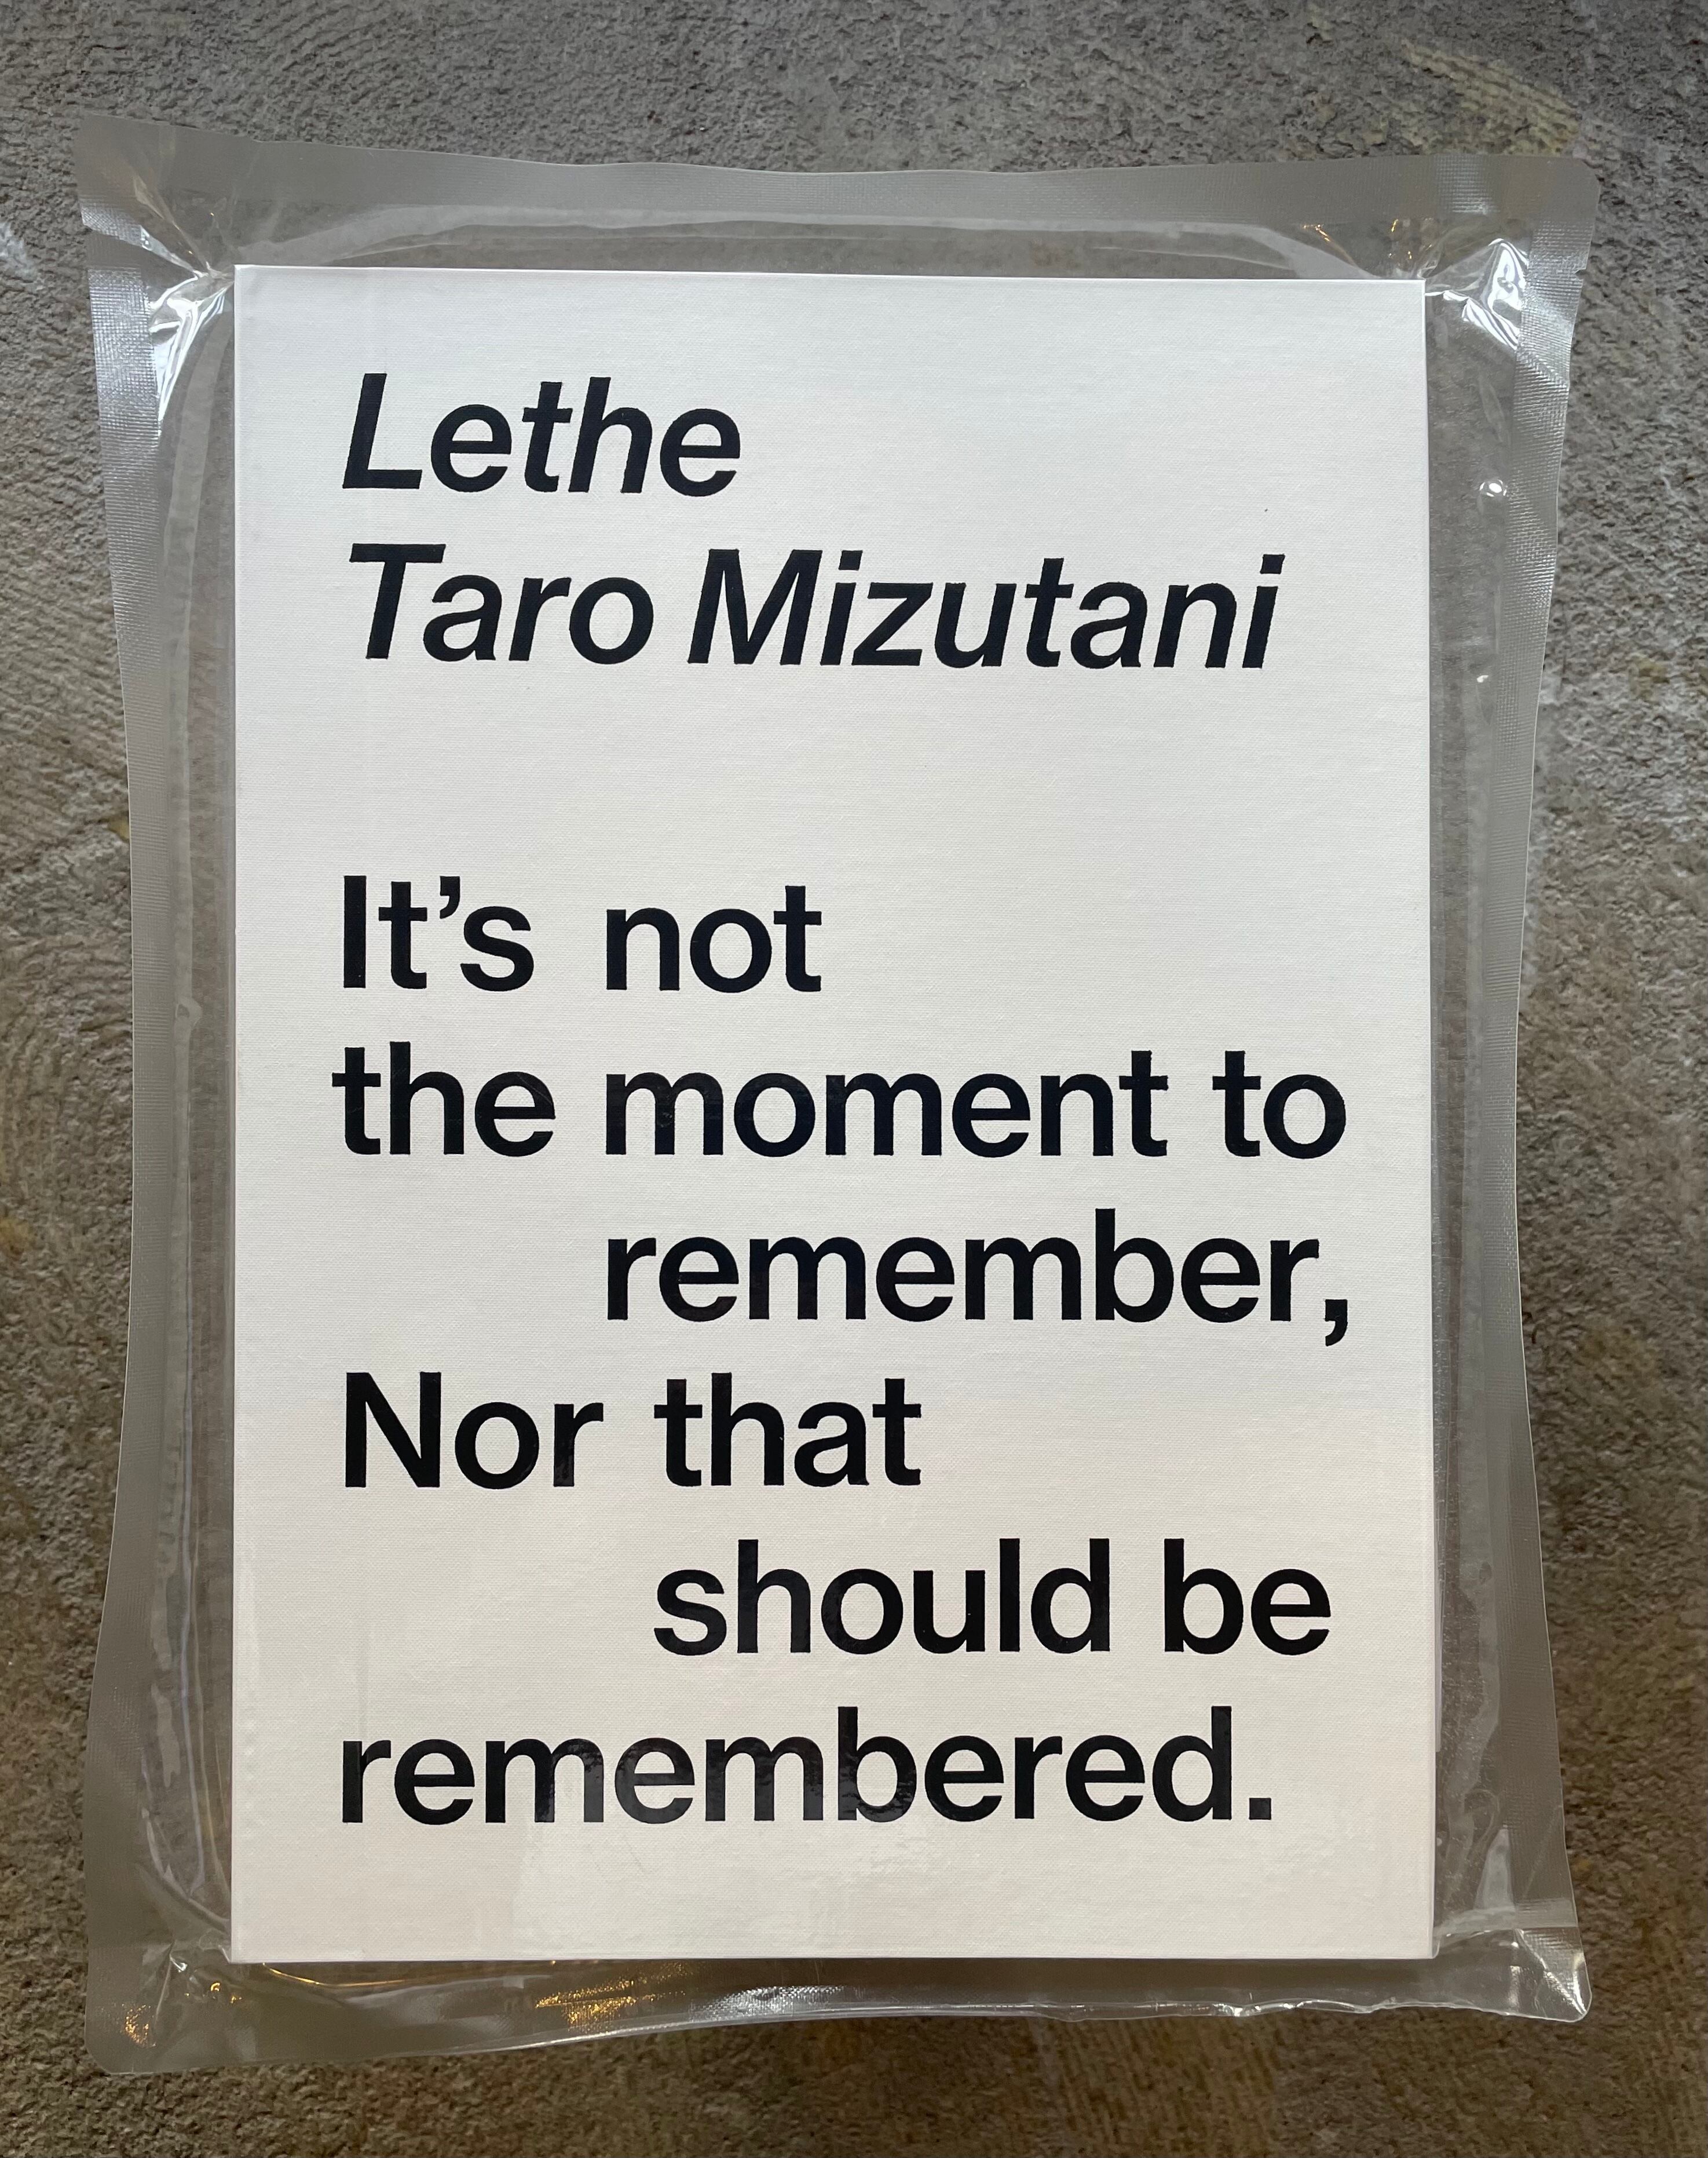 Lethe
Taro Mizutani
It’s not
the moment to
remember,
Nor that
should be
remembered.